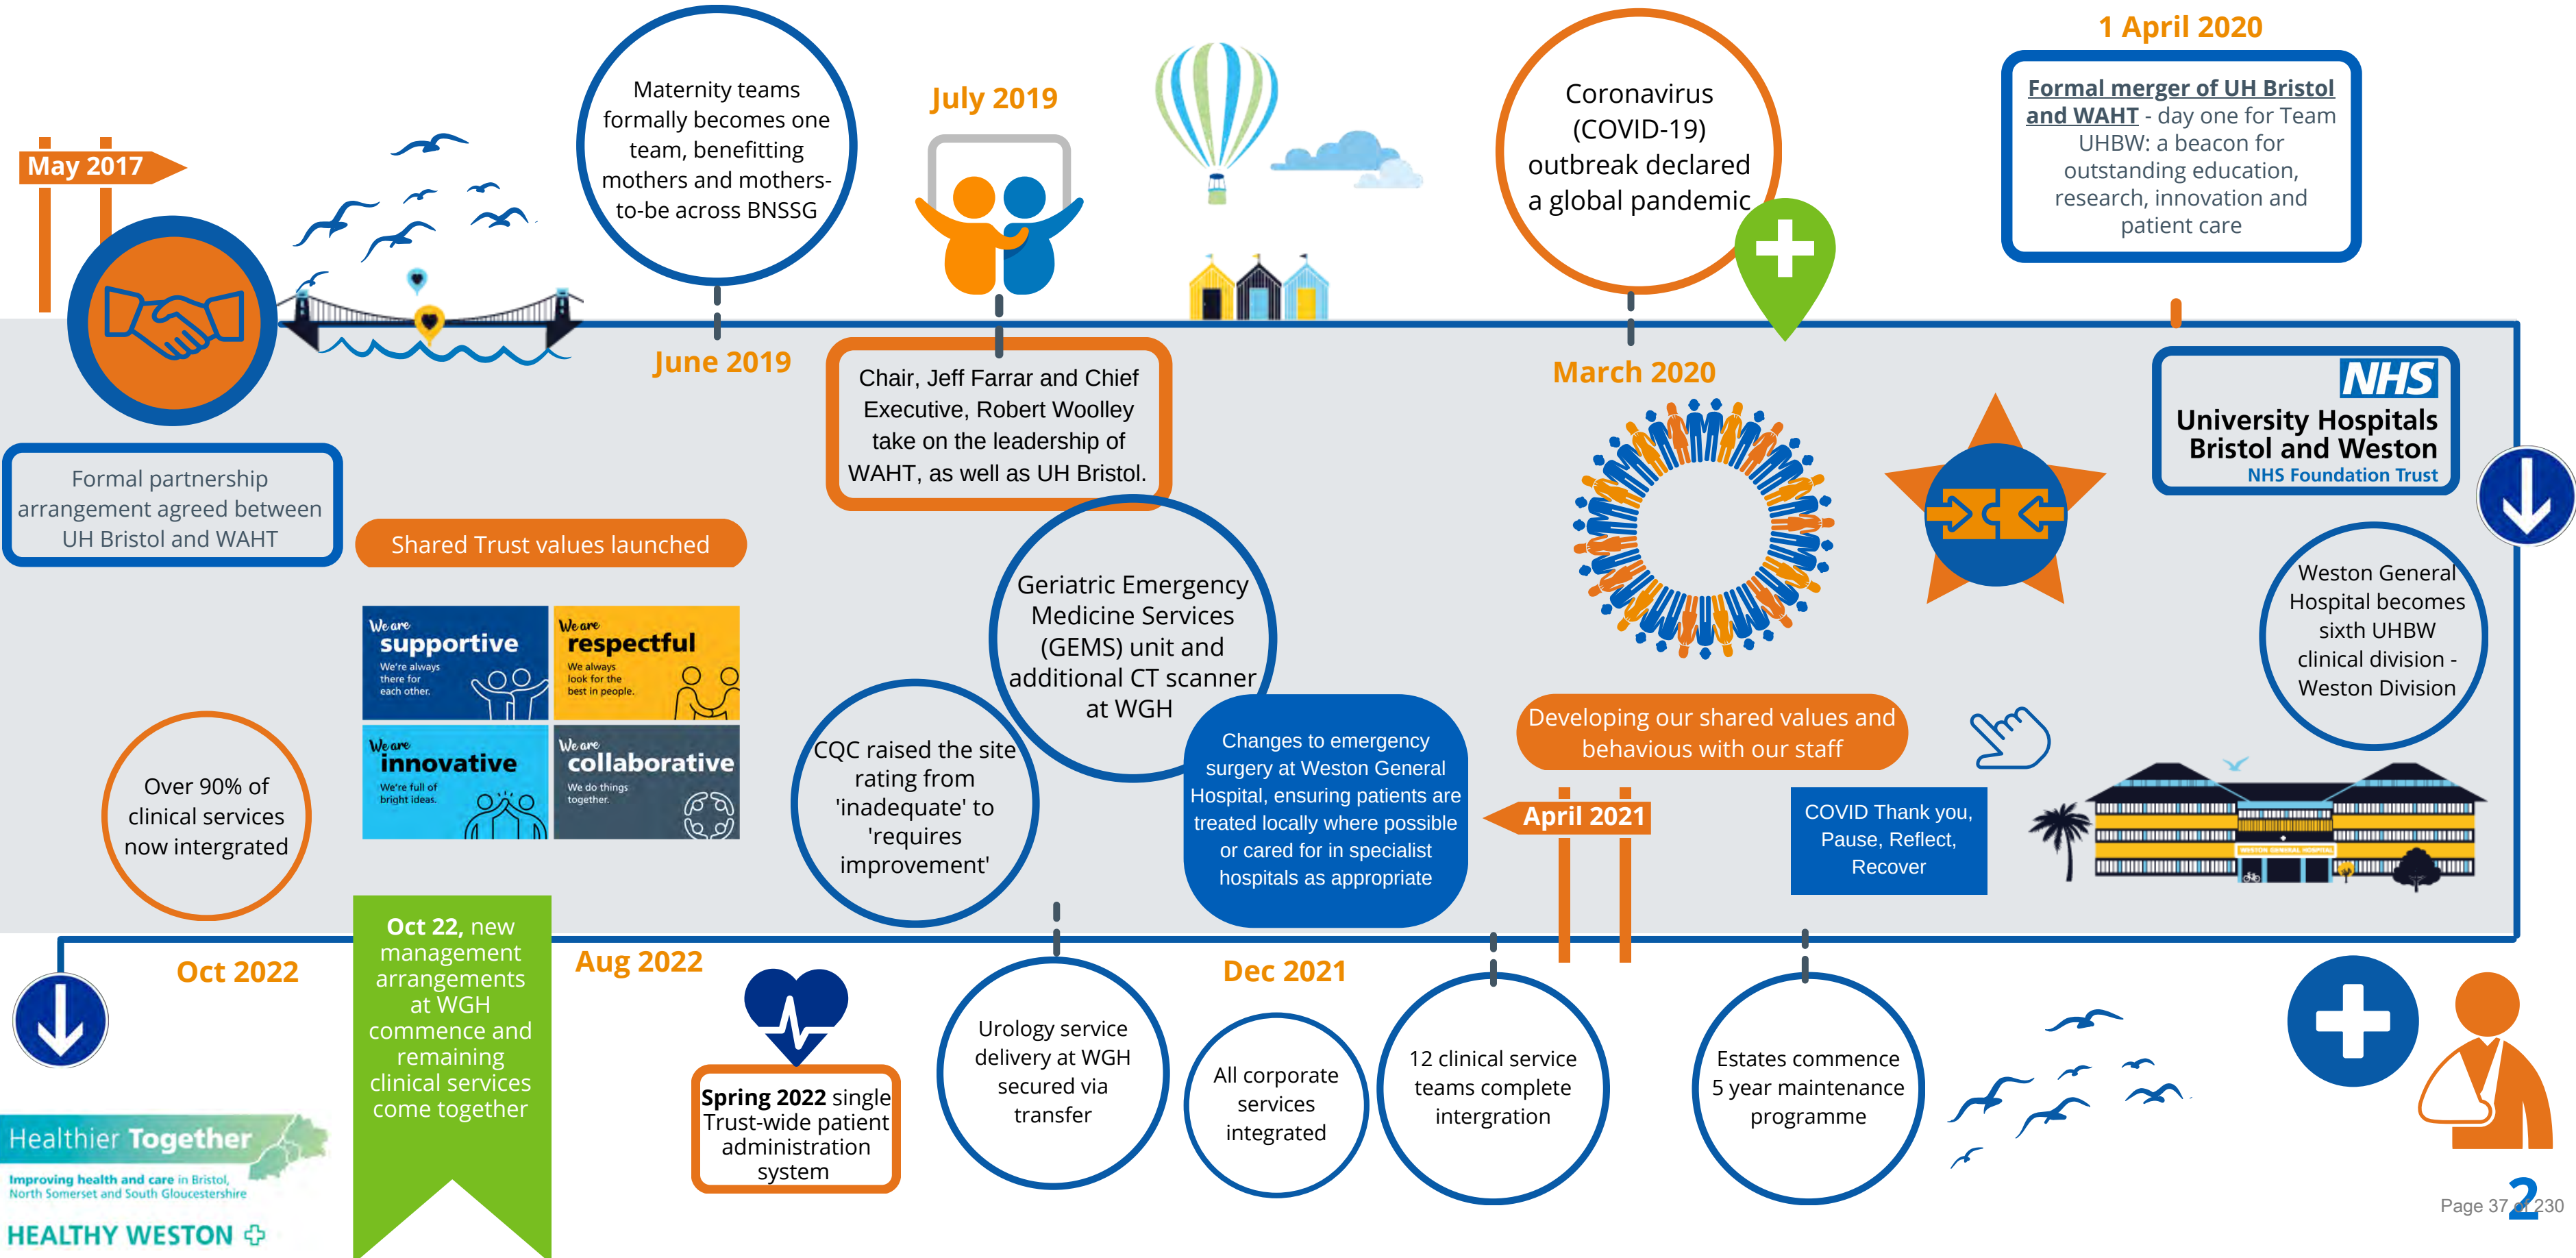 May 2017
Formal partnership
arrangement agreed between
UH Bristol and WAHT
Maternity teams
formally becomes one
team, benefitting
mothers and mothers-
to-be across BNSSG
June 2019
July 2019
Chair, Jeff Farrar and Chief
Executive, Robert Woolley
take on the leadership of
WAHT, as well as UH Bristol.
Coronavirus
(COVID-19)
outbreak declared
a global pandemic
March 2020
1 April 2020
Formal merger of UH Bristol
and WAHT - day one for Team
UHBW: a beacon for
outstanding education,
research, innovation and
patient care
NHS
University Hospitals
Bristol and Weston
NHS Foundation Trust
Weston General
Hospital becomes
sixth UHBW
clinical division -
Weston Division
WESTON GENERAL HOSPITAL
COVID Thank you,
Pause, Reflect,
Recover
Developing our shared values and
behavious with our staff
April 2021
Estates commence
5 year maintenance
programme
12 clinical service
teams complete
intergration
Changes to emergency
surgery at Weston General
Hospital, ensuring patients are
treated locally where possible
or cared for in specialist
hospitals as appropriate
Dec 2021
All corporate
services
integrated
Geriatric Emergency
Medicine Services
(GEMS) unit and
additional CT scanner
at WGH
Urology service
delivery at WGH
secured via
transfer
CQC raised the site
rating from
'inadequate' to
'requires
improvement'
Spring 2022 single
Trust-wide patient
administration
system
Aug 2022
Shared Trust values launched
We are
supportive
We're always
there for
each other.
We are
respectful
We always
look for the
best in people.
We are
innovative
We're full of
bright ideas.
We are
collaborative
We do things
together.
Oct 22, new
management
arrangements
at WGH
commence and
remaining
clinical services
come together
Over 90% of
clinical services
now intergrated
Oct 2022
Healthier Together
Improving health and care in Bristol,
North Somerset and South Gloucestershire
HEALTHY WESTON
2
Page 37 of 230